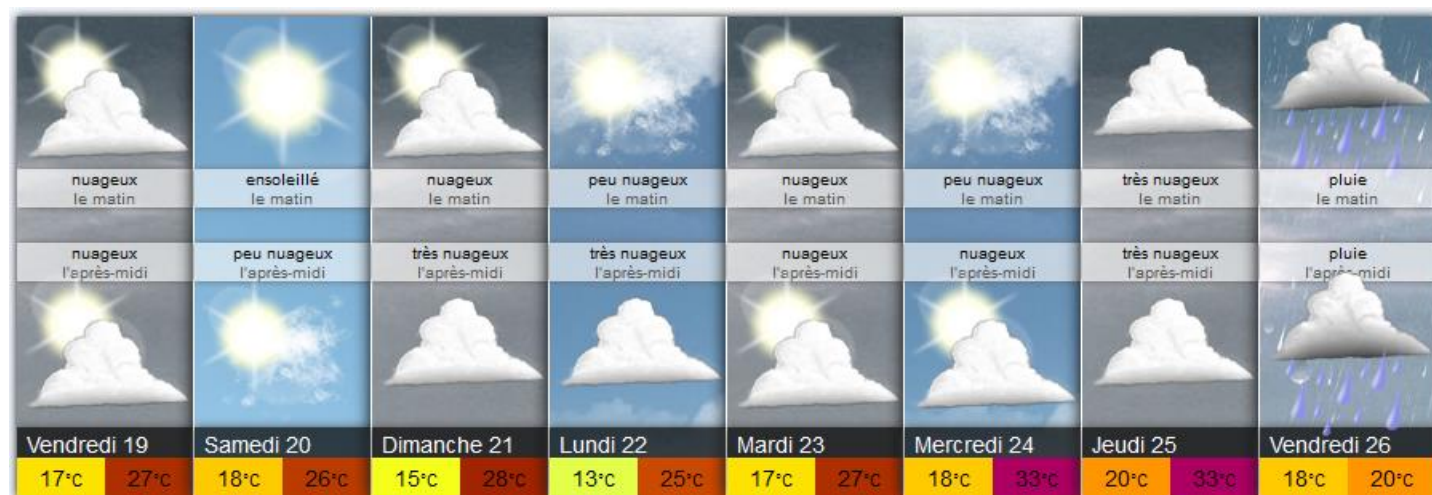 nuageux
le matin
ensoleillé
le matin
nuageux
le matin
peu nuageux
le matin
nuageux
le matin
peu nuageux
le matin
très nuageux
le matin
pluie
le matin
nuageux
l'après-midi
peu nuageux
l'après-midi
très nuageux
l'après-midi
très nuageux
l'après-midi
nuageux
l'après-midi
nuageux
l'après-midi
très nuageux
l'après-midi
pluie
l'après-midi
Vendredi 19
Samedi 20
Dimanche 21
Lundi 22
Mardi 23
Mercredi 24
Jeudi 25
Vendredi 26
17°C 27°C
18°C 26°C
15°C 28°C
13°C 25°C
17°C 27°C
18°C 33°C
20°C 33°C
18°C 20°C